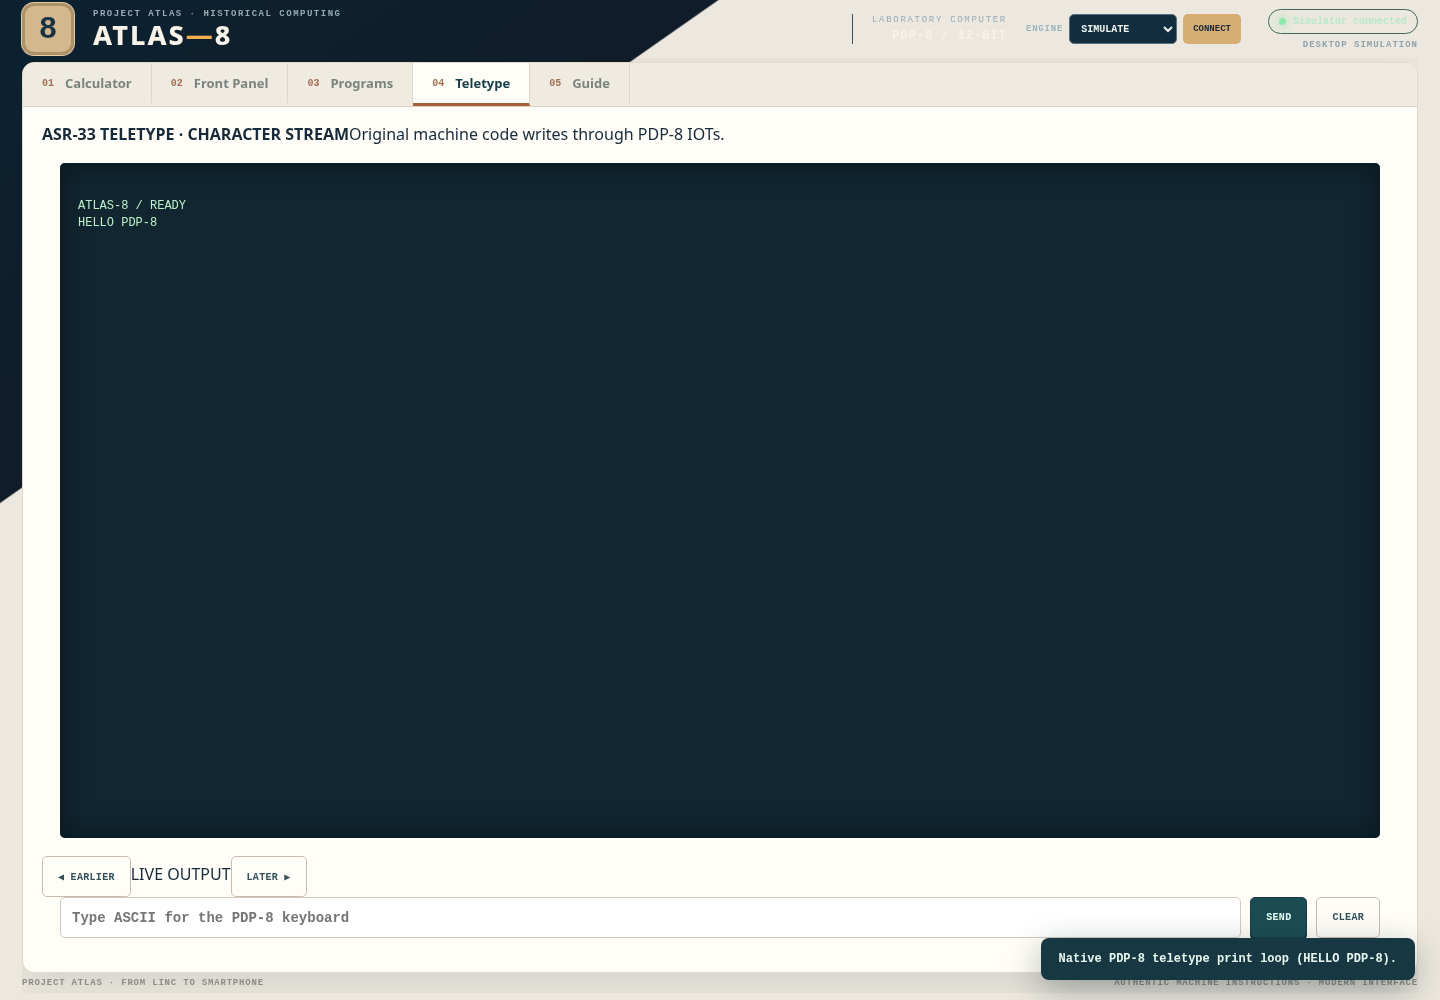 8
PROJECT ATLAS · HISTORICAL COMPUTING
ATLAS—8
LABORATORY COMPUTER
PDP-8 / 12-BIT
ENGINE
SIMULATE
CONNECT
Simulator connected
DESKTOP SIMULATION
01 Calculator
02 Front Panel
03 Programs
04 Teletype
05 Guide
ASR-33 TELETYPE · CHARACTER STREAMOriginal machine code writes through PDP-8 IOTs.
ATLAS-8 / READY
HELLO PDP-8
◄ EARLIER
LIVE OUTPUT
LATER ►
Type ASCII for the PDP-8 keyboard
SEND
CLEAR
Native PDP-8 teletype print loop (HELLO PDP-8).
PROJECT ATLAS · FROM LINC TO SMARTPHONE
AUTHENTIC MACHINE INSTRUCTIONS · MODERN INTERFACE